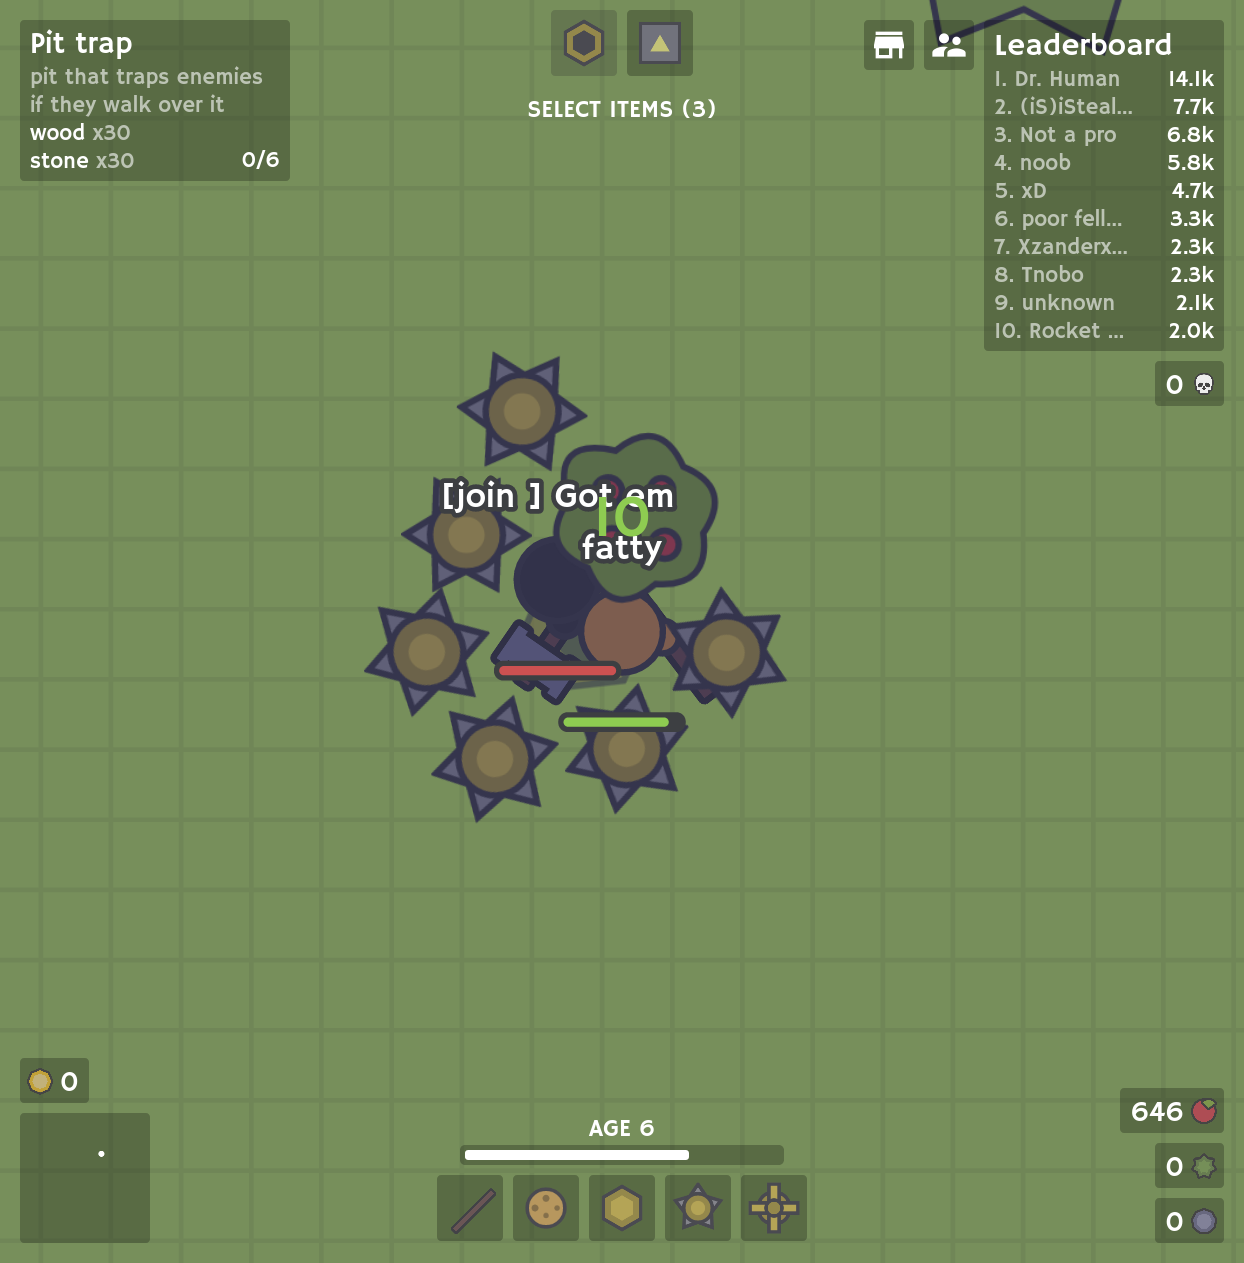 Pit trap
pit that traps enemies
if they walk over it
wood x30
stone x30 0/6
SELECT ITEMS (3)
Leaderboard
1. Dr. Human 14.1k
2. (iS)iSteal... 7.7k
3. Not a pro 6.8k
4. noob 5.8k
5. xD 4.7k
6. poor fell... 3.3k
7. Xzanderx... 2.3k
8. Tnobo 2.3k
9. unknown 2.1k
10. Rocket ... 2.0k
0
[join ] Got em
10
fatty
0
646
0
0
AGE 6